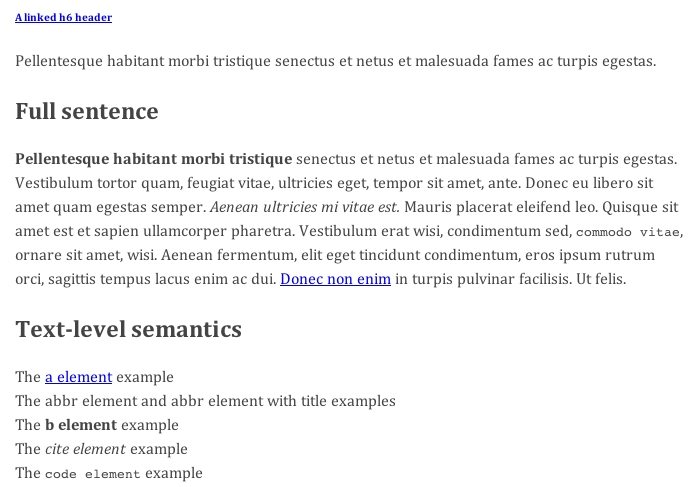 A linked h6 header
Pellentesque habitant morbi tristique senectus et netus et malesuada fames ac turpis egestas.
Full sentence
Pellentesque habitant morbi tristique senectus et netus et malesuada fames ac turpis egestas.
Vestibulum tortor quam, feugiat vitae, ultricies eget, tempor sit amet, ante. Donec eu libero sit
amet quam egestas semper. Aenean ultricies mi vitae est. Mauris placerat eleifend leo. Quisque sit
amet est et sapien ullamcorper pharetra. Vestibulum erat wisi, condimentum sed, commodo vitae,
ornare sit amet, wisi. Aenean fermentum, elit eget tincidunt condimentum, eros ipsum rutrum
orci, sagittis tempus lacus enim ac dui. Donec non enim in turpis pulvinar facilisis. Ut felis.
Text-level semantics
The a element example
The abbr element and abbr element with title examples
The b element example
The cite element example
The code element example